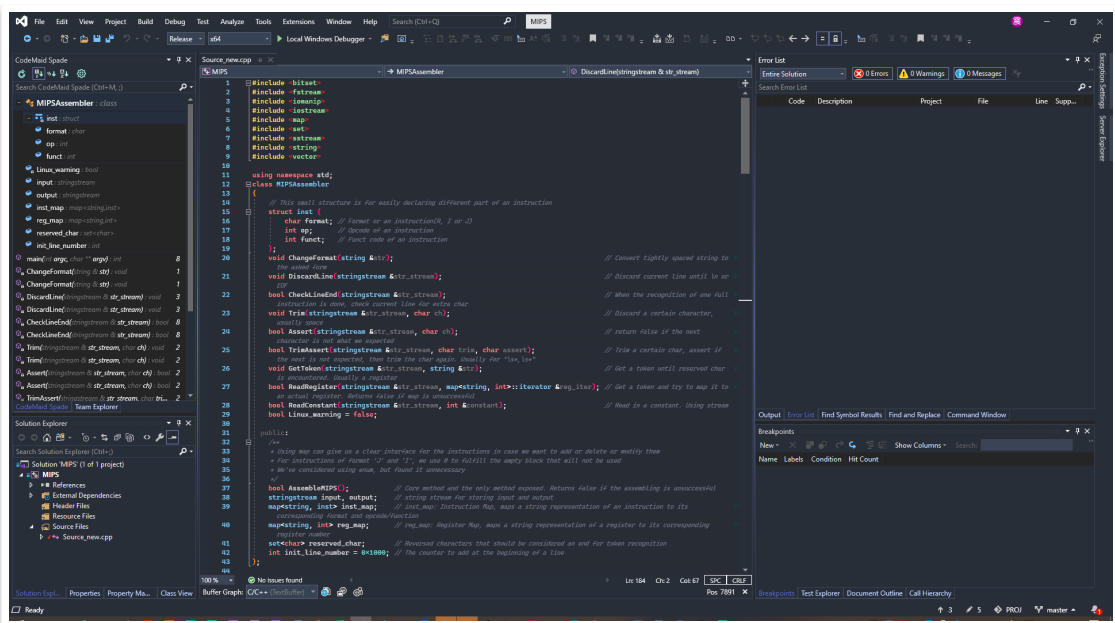 File Edit View Project Build Debug Test Analyze Tools Extensions Window Help Search (Ctrl+Q) MIPS
Release x64 Local Windows Debugger
CodeMaid Spade
Search CodeMaid Spade (Ctrl+M, ;)
MIPSAssembler : class
inst : struct
format : char
op : int
funct : int
Linux_warning : bool
input : stringstream
output : stringstream
inst_map : map<string,inst>
reg_map : map<string,int>
reserved_char : set<char>
init_line_number : int
main(int argc, char ** argv) : int 8
ChangeFormat(string & str) : void 1
ChangeFormat(string & str) : void 1
DiscardLine(stringstream & str_stream) : void 3
DiscardLine(stringstream & str_stream) : void 3
CheckLineEnd(stringstream & str_stream) : bool 8
CheckLineEnd(stringstream & str_stream) : bool 8
Trim(stringstream & str_stream, char ch) : void 2
Trim(stringstream & str_stream, char ch) : void 2
Assert(stringstream & str_stream, char ch) : bool 2
Assert(stringstream & str_stream, char ch) : bool 2
TrimAssert(stringstream & str_stream, char tri... 2
CodeMaid Spade Team Explorer
Solution Explorer
Search Solution Explorer (Ctrl+;)
Solution 'MIPS' (1 of 1 project)
MIPS
References
External Dependencies
Header Files
Resource Files
Source Files
Source_new.cpp
Solution Expl... Properties Property Ma... Class View
Source_new.cpp
MIPS MIPSAssembler DiscardLine(stringstream & str_stream)
1 #include <bitset>
2 #include <fstream>
3 #include <iomanip>
4 #include <iostream>
5 #include <map>
6 #include <set>
7 #include <sstream>
8 #include <string>
9 #include <vector>
10
11 using namespace std;
12 class MIPSAssembler
13 {
14 // This small structure is for easily declaring different part of an instruction
15 struct inst {
16 char format; // Format or an instruction(R, I or J)
17 int op; // Opcode of an instruction
18 int funct; // Funct code of an instruction
19 };
20 void ChangeFormat(string &str); // Convert tightly spaced string to
the asked form
21 void DiscardLine(stringstream &str_stream); // Discard current line until \n or
EOF
22 bool CheckLineEnd(stringstream &str_stream); // When the recognition of one full
instruction is done, check current line for extra char
23 void Trim(stringstream &str_stream, char ch); // Discard a certain character,
usually space
24 bool Assert(stringstream &str_stream, char ch); // return false if the next
character is not what we expected
25 bool TrimAssert(stringstream &str_stream, char trim, char assert); // Trim a certain char, assert if
the next is not expected, then trim the char again. Usually for "\s*,\s*"
26 void GetToken(stringstream &str_stream, string &str); // Get a token until reserved char
is encountered. Usually a register
27 bool ReadRegister(stringstream &str_stream, map<string, int>::iterator &reg_iter); // Get a token and try to map it to
an actual register. Returns false if map is unsuccessful
28 bool ReadConstant(stringstream &str_stream, int &constant); // Read in a constant. Using stream
29 bool Linux_warning = false;
30
31 public:
32 /**
33 * Using map can give us a clear interface for the instructions in case we want to add or delete or modify them
34 * For instructions of format 'J' and 'I', we use 0 to fulfill the empty block that will not be used
35 * We've considered using enum, but found it unnecessary
36 */
37 bool AssembleMIPS(); // Core method and the only method exposed. Returns false if the assembling is unsuccessful
38 stringstream input, output; // string stream for storing input and output
39 map<string, inst> inst_map; // inst_map: Instruction Map, maps a string representation of an instruction to its
corresponding format and opcode/function
40 map<string, int> reg_map; // reg_map: Register Map, maps a string representation of a register to its corresponding
register number
41 set<char> reserved_char; // Reversed characters that should be considered an end for token recognition
42 int init_line_number = 0×1000; // The counter to add at the beginning of a line
43 };
44
100 % No issues found Ln: 184 Ch: 2 Col: 67 SPC CRLF
Buffer Graph: C/C++ (TextBuffer) Pos 7891
Error List
Entire Solution 0 Errors 0 Warnings 0 Messages
Search Error List
Code Description Project File Line Supp...
Output Error List Find Symbol Results Find and Replace Command Window
Breakpoints
New Show Columns Search:
Name Labels Condition Hit Count
Breakpoints Test Explorer Document Outline Call Hierarchy
Exception Settings
Server Explorer
Ready 3 5 PROJ master